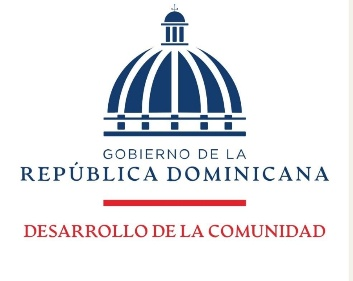 GOBIERNO DE LA
REPÚBLICA DOMINICANA
DESARROLLO DE LA COMUNIDAD